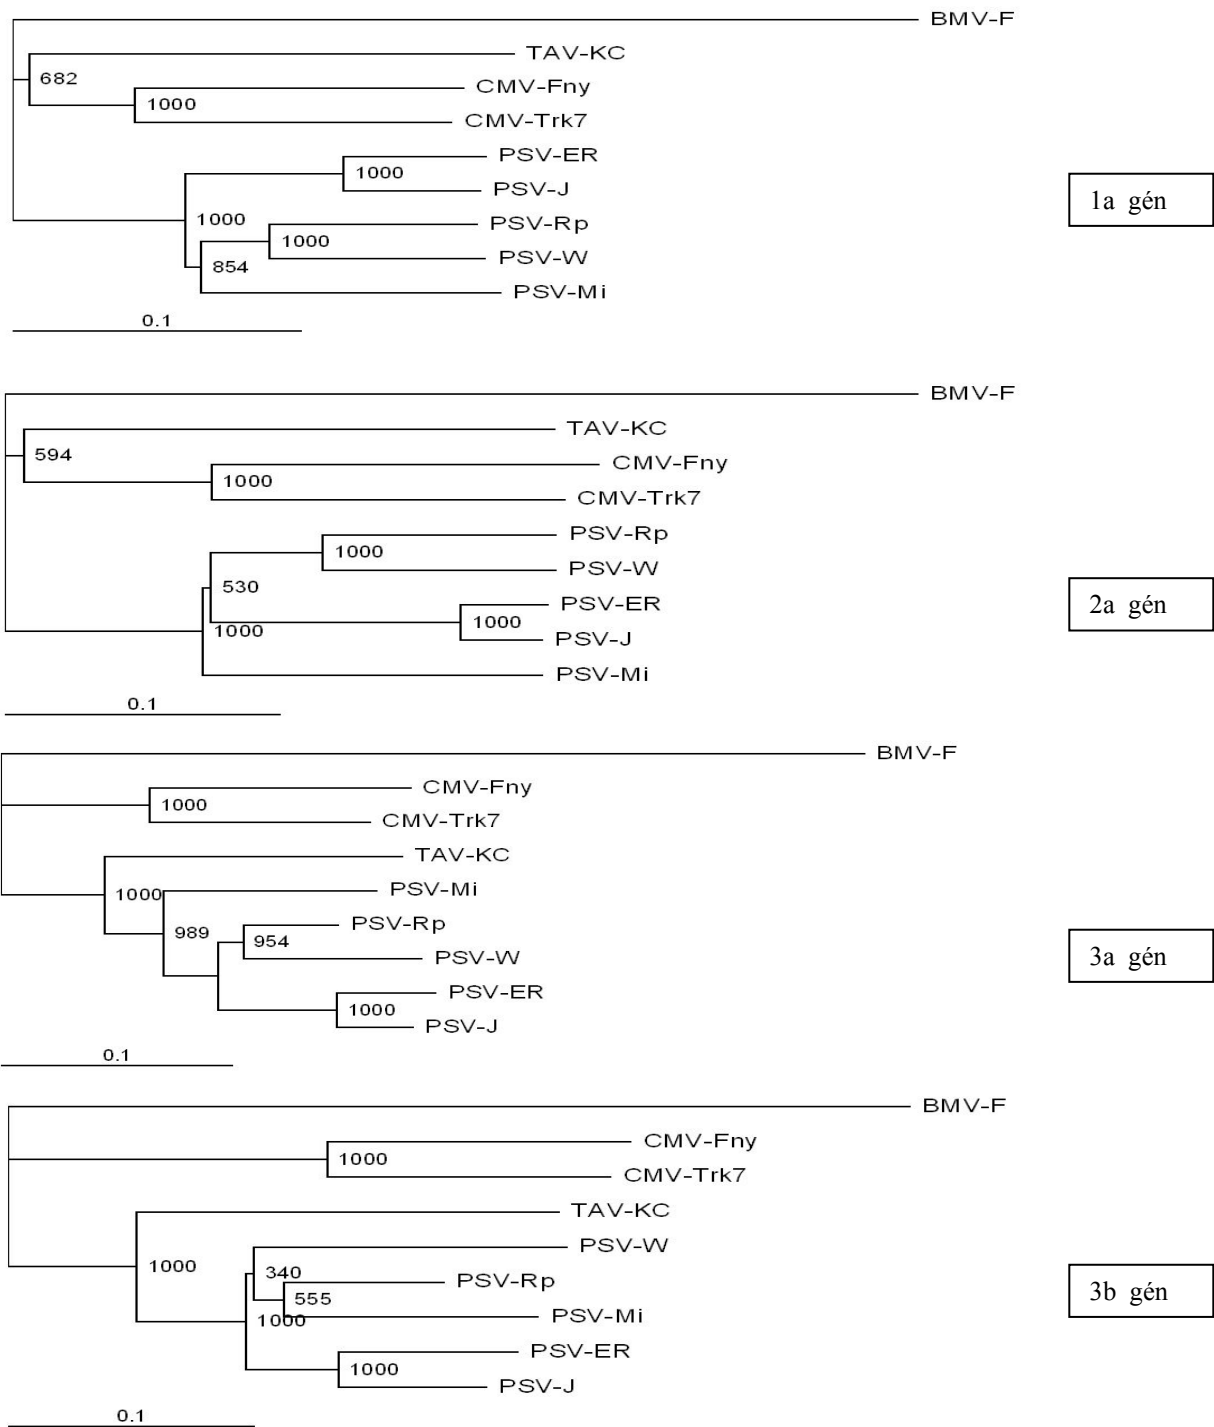 BMV-F
TAV-KC
682
CMV-Fny
1000
CMV-Trk7
PSV-ER
1000
PSV-J
1a gén
1000
PSV-Rp
1000
PSV-W
854
PSV-Mi
0.1
BMV-F
TAV-KC
594
CMV-Fny
1000
CMV-Trk7
PSV-Rp
1000
PSV-W
530
PSV-ER
2a gén
1000
1000
PSV-J
PSV-Mi
0.1
BMV-F
CMV-Fny
1000
CMV-Trk7
TAV-KC
1000
PSV-Mi
PSV-Rp
989
954
PSV-W
3a gén
PSV-ER
1000
PSV-J
0.1
BMV-F
CMV-Fny
1000
CMV-Trk7
TAV-KC
PSV-W
1000
340
PSV-Rp
3b gén
555
PSV-Mi
1000
PSV-ER
1000
PSV-J
0.1